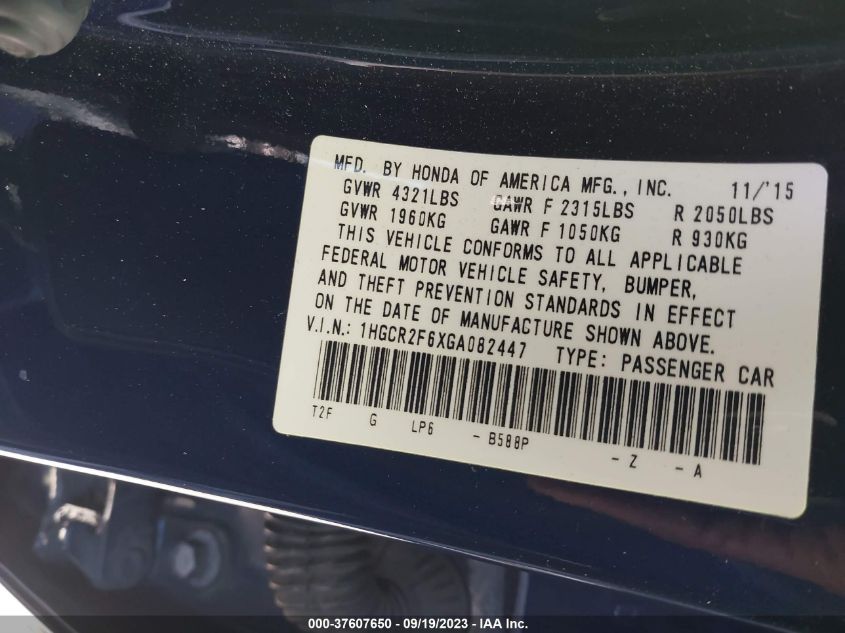 MFD. BY HONDA OF AMERICA MFG., INC. 11/'15
GVWR 4321LBS GAWR F 2315LBS R 2050LBS
GVWR 1960KG GAWR F 1050KG R 930KG
THIS VEHICLE CONFORMS TO ALL APPLICABLE
FEDERAL MOTOR VEHICLE SAFETY, BUMPER,
AND THEFT PREVENTION STANDARDS IN EFFECT
ON THE DATE OF MANUFACTURE SHOWN ABOVE.
V.I.N.: 1HGCR2F6XGA082447 TYPE: PASSENGER CAR
T2F G LP6 - B588P - Z - A
000-37607650 / 09/19/2023 - IAA Inc.